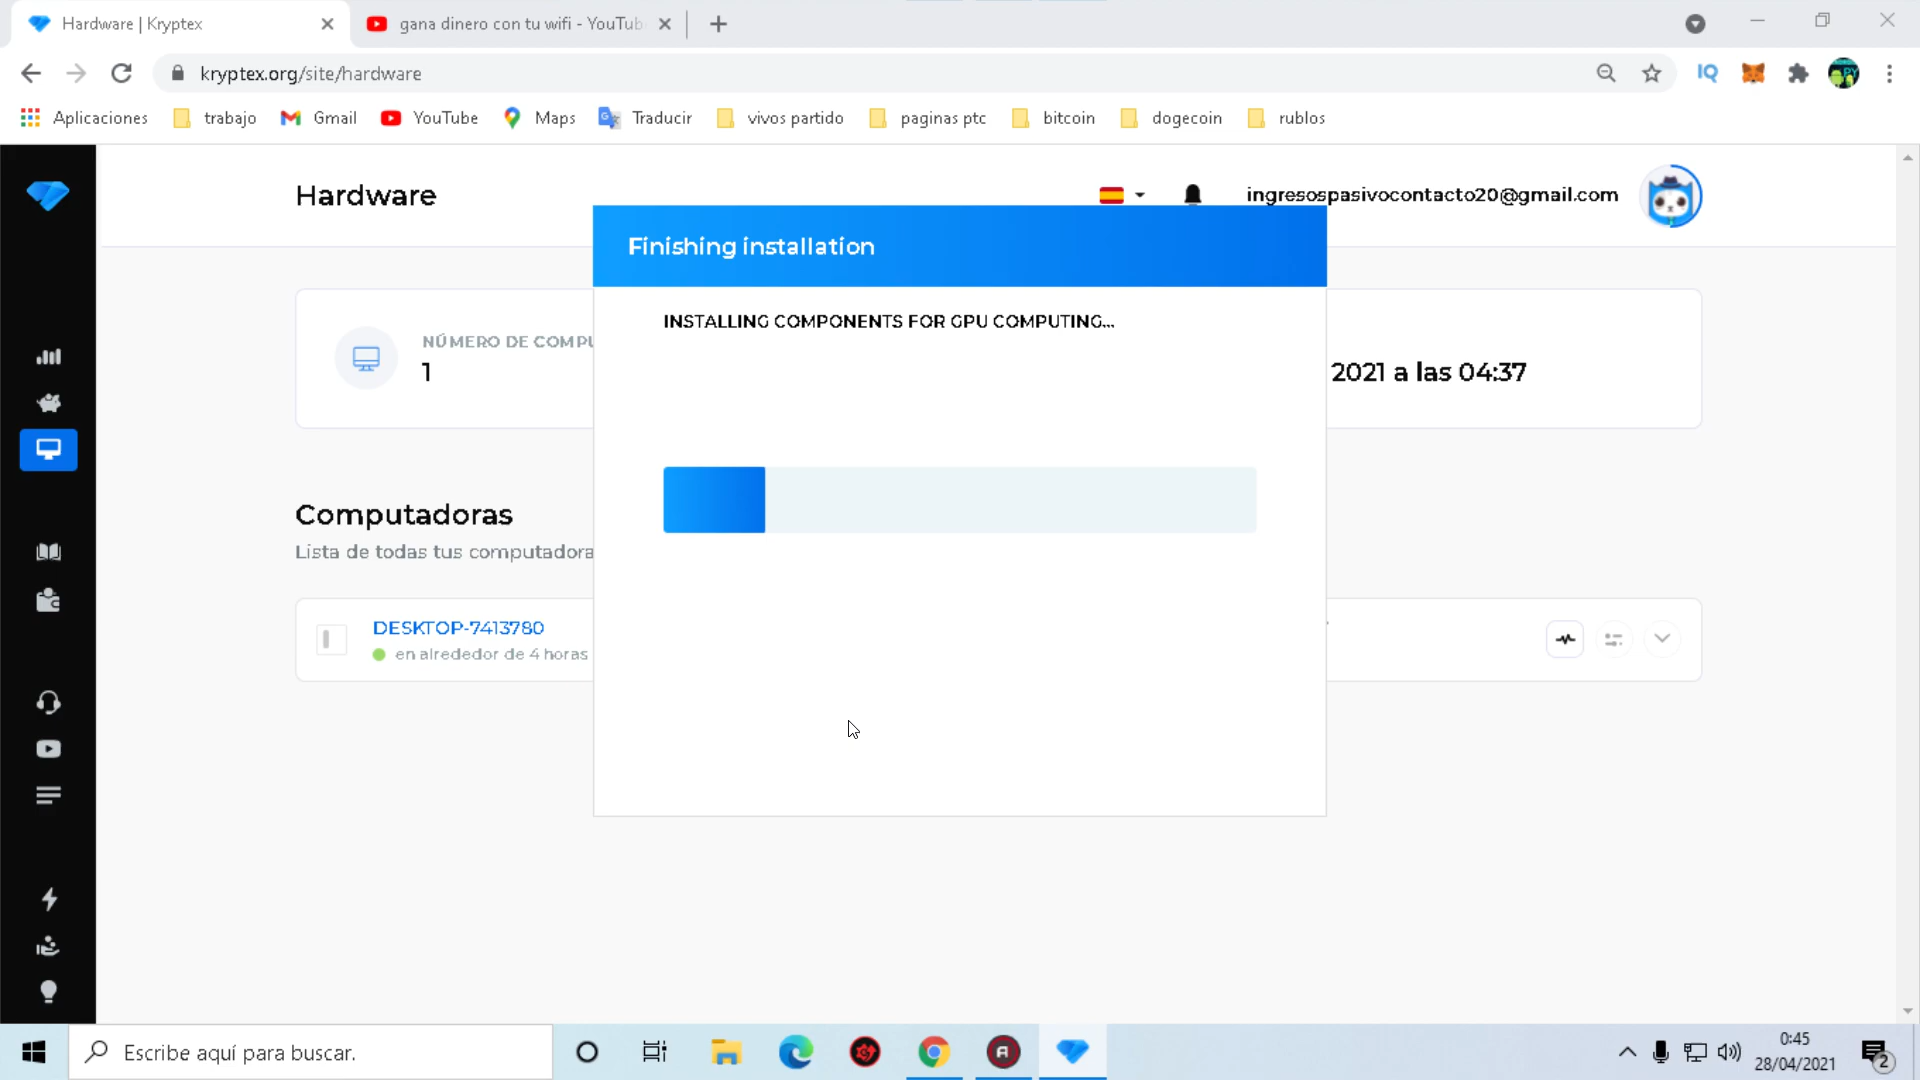 Hardware | Kryptex
gana dinero con tu wifi - YouTub
kryptex.org/site/hardware
IQ
Aplicaciones
trabajo
Gmail
YouTube
Maps
Traducir
vivos partido
paginas ptc
bitcoin
dogecoin
rublos
Hardware
ingresospasivocontacto20@gmail.com
Finishing installation
INSTALLING COMPONENTS FOR GPU COMPUTING...
NÚMERO DE COMPU
1
2021 a las 04:37
Computadoras
Lista de todas tus computadora
DESKTOP-7413780
en alrededor de 4 horas
Escribe aquí para buscar.
0:45
28/04/2021
2